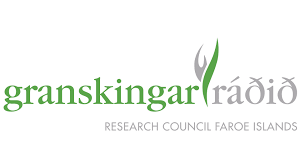 granskingarráðið
RESEARCH COUNCIL FAROE ISLANDS